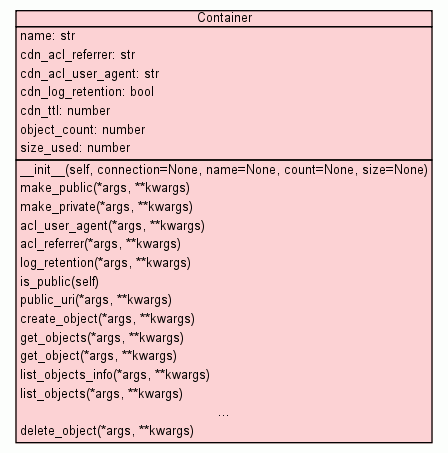 Container
name: str
cdn_acl_referrer: str
cdn_acl_user_agent: str
cdn_log_retention: bool
cdn_ttl: number
object_count: number
size_used: number
__init__(self, connection=None, name=None, count=None, size=None)
make_public(*args, **kwargs)
make_private(*args, **kwargs)
acl_user_agent(*args, **kwargs)
acl_referrer(*args, **kwargs)
log_retention(*args, **kwargs)
is_public(self)
public_uri(*args, **kwargs)
create_object(*args, **kwargs)
get_objects(*args, **kwargs)
get_object(*args, **kwargs)
list_objects_info(*args, **kwargs)
list_objects(*args, **kwargs)
...
delete_object(*args, **kwargs)